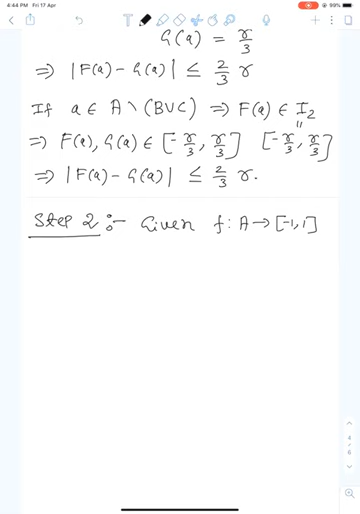 4:44 PM Fri 17 Apr
G(a) = r/3
⇒ |F(a) - G(a)| ≤ 2/3 r
If a ∈ A \ (B∪C) ⇒ F(a) ∈ I₂
=
⇒ F(a), G(a) ∈ [-r/3, r/3] [-r/3, r/3]
⇒ |F(a) - G(a)| ≤ 2/3 r.
Step 2 :- Given f: A → [-1, 1]
4
/
6